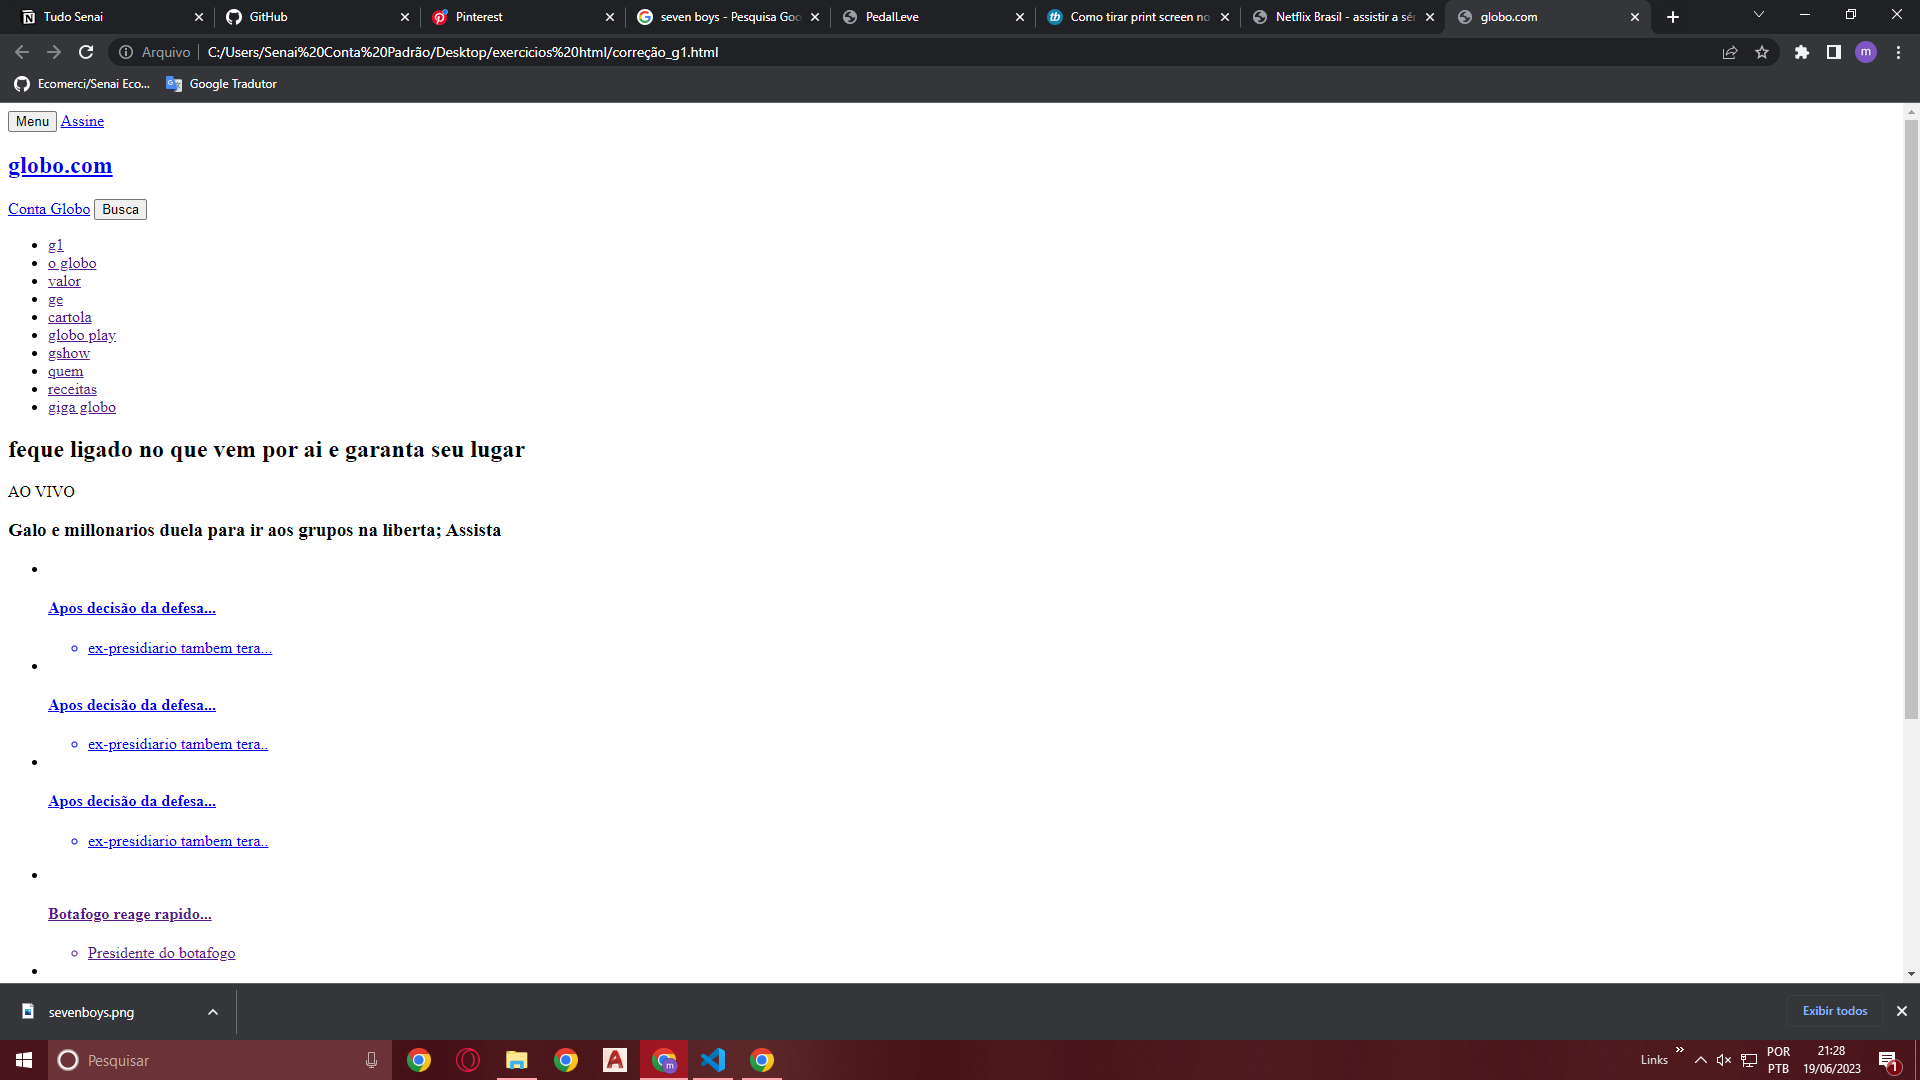 Tudo Senai
GitHub
Pinterest
seven boys - Pesquisa Goo
PedalLeve
Como tirar print screen no
Netflix Brasil - assistir a sér
globo.com
Arquivo
C:/Users/Senai%20Conta%20Padrão/Desktop/exercicios%20html/correção_g1.html
m
Ecomerci/Senai Eco...
Google Tradutor
Menu Assine
globo.com
Conta Globo Busca
g1
o globo
valor
ge
cartola
globo play
gshow
quem
receitas
giga globo
feque ligado no que vem por ai e garanta seu lugar
AO VIVO
Galo e millonarios duela para ir aos grupos na liberta; Assista
Apos decisão da defesa...
ex-presidiario tambem tera...
Apos decisão da defesa...
ex-presidiario tambem tera..
Apos decisão da defesa...
ex-presidiario tambem tera..
Botafogo reage rapido...
Presidente do botafogo
sevenboys.png
Exibir todos
Pesquisar
Links
POR
PTB
21:28
19/06/2023
1